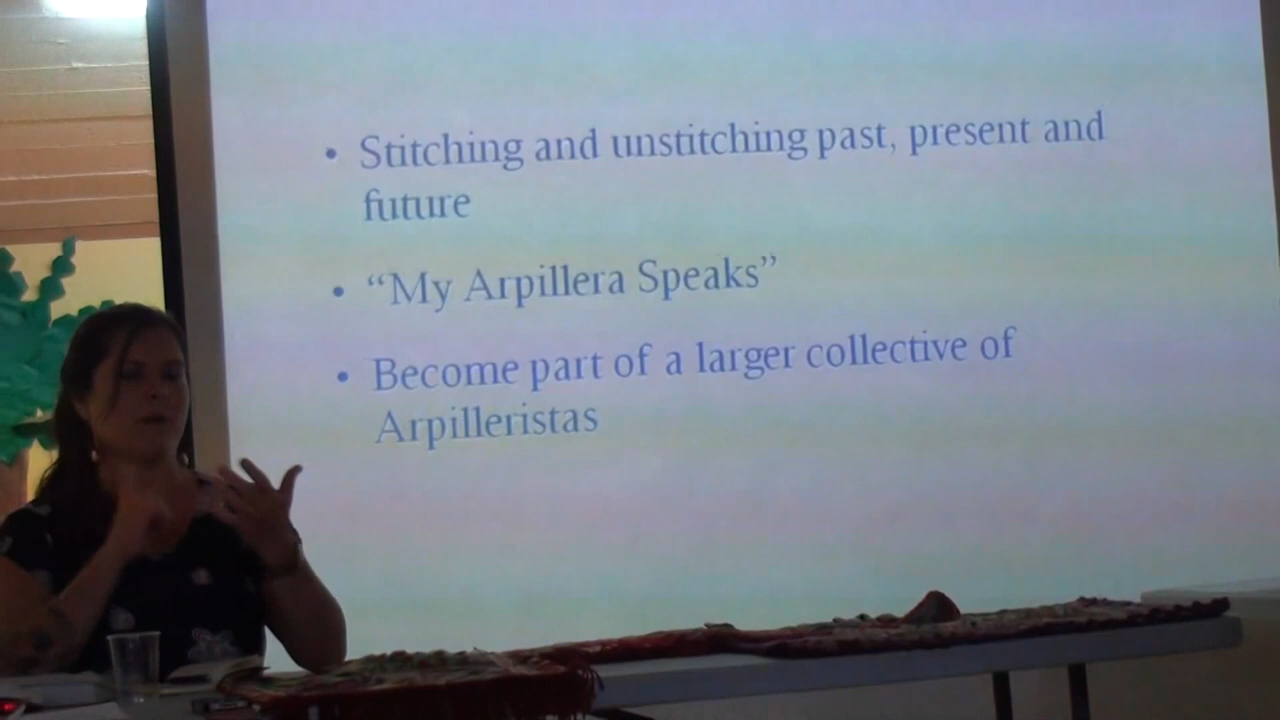 • Stitching and unstitching past, present and
future
• “My Arpillera Speaks”
• Become part of a larger collective of
Arpilleristas